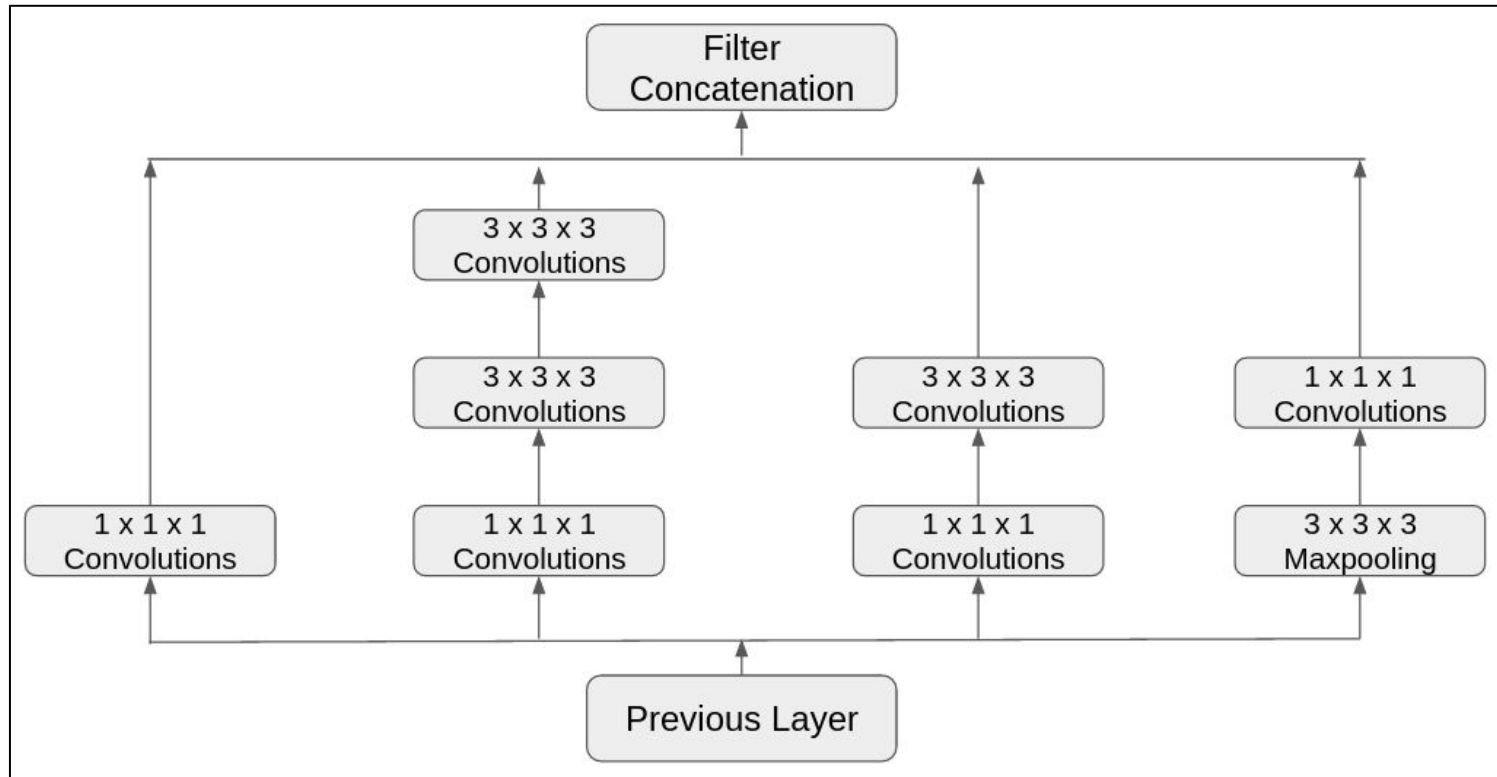 Filter
Concatenation
3 x 3 x 3
Convolutions
3 x 3 x 3
Convolutions
3 x 3 x 3
Convolutions
1 x 1 x 1
Convolutions
1 x 1 x 1
Convolutions
1 x 1 x 1
Convolutions
1 x 1 x 1
Convolutions
3 x 3 x 3
Maxpooling
Previous Layer